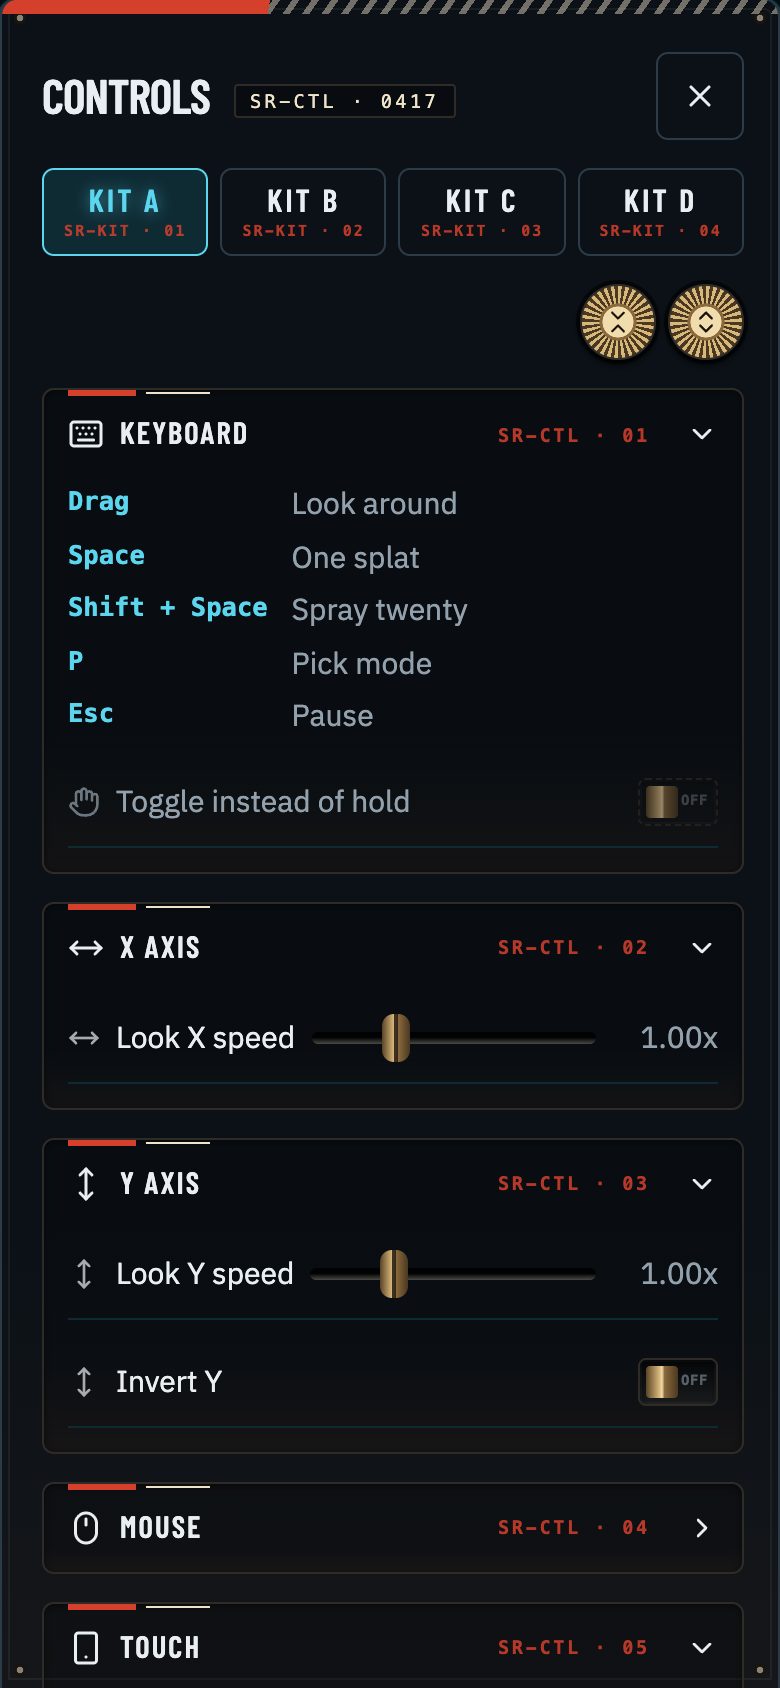 CONTROLS SR-CTL · 0417
KIT A KIT B KIT C KIT D
SR-KIT · 01 SR-KIT · 02 SR-KIT · 03 SR-KIT · 04
KEYBOARD SR-CTL · 01
Drag Look around
Space One splat
Shift + Space Spray twenty
P Pick mode
Esc Pause
Toggle instead of hold OFF
X AXIS SR-CTL · 02
Look X speed 1.00x
Y AXIS SR-CTL · 03
Look Y speed 1.00x
Invert Y OFF
MOUSE SR-CTL · 04
TOUCH SR-CTL · 05